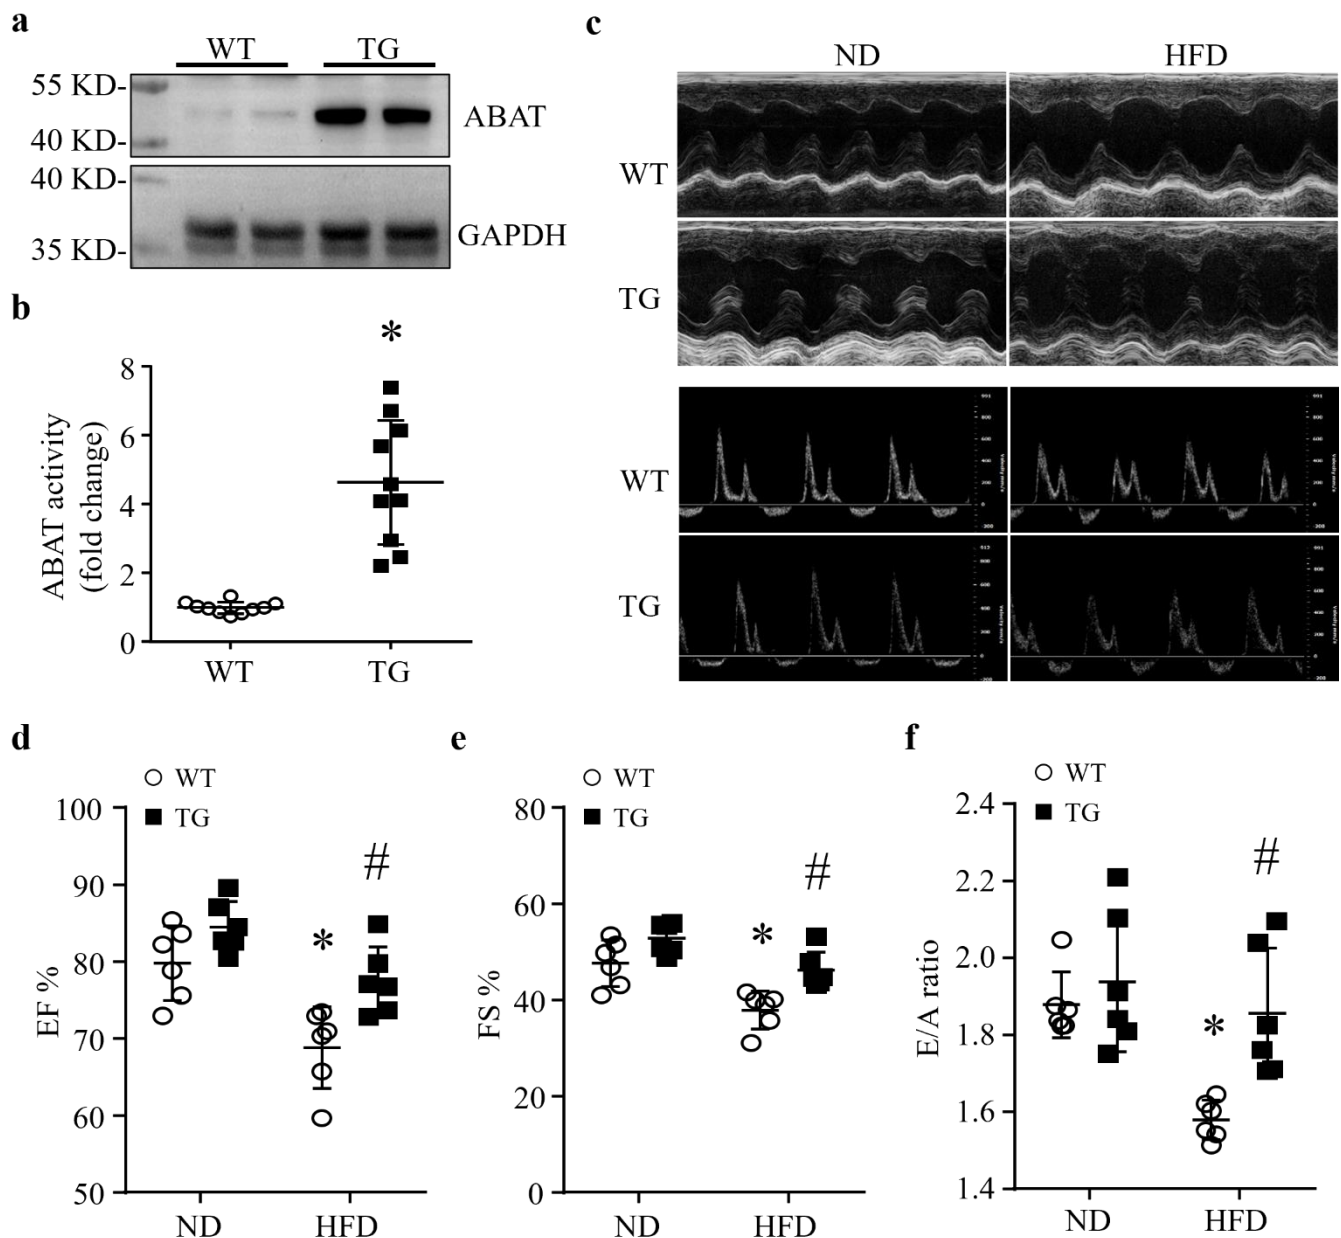 a
WT TG
55 KD-
ABAT
40 KD-
40 KD-
GAPDH
35 KD-
b
*
ABAT activity
(fold change)
8
6
4
2
0
WT TG
c
ND HFD
WT
TG
WT
TG
d
WT
TG
EF %
100
90
80
70
60
50
*
#
ND HFD
e
WT
TG
FS %
80
60
40
20
0
*
#
ND HFD
f
WT
TG
E/A ratio
2.4
2.2
2.0
1.8
1.6
1.4
*
#
ND HFD